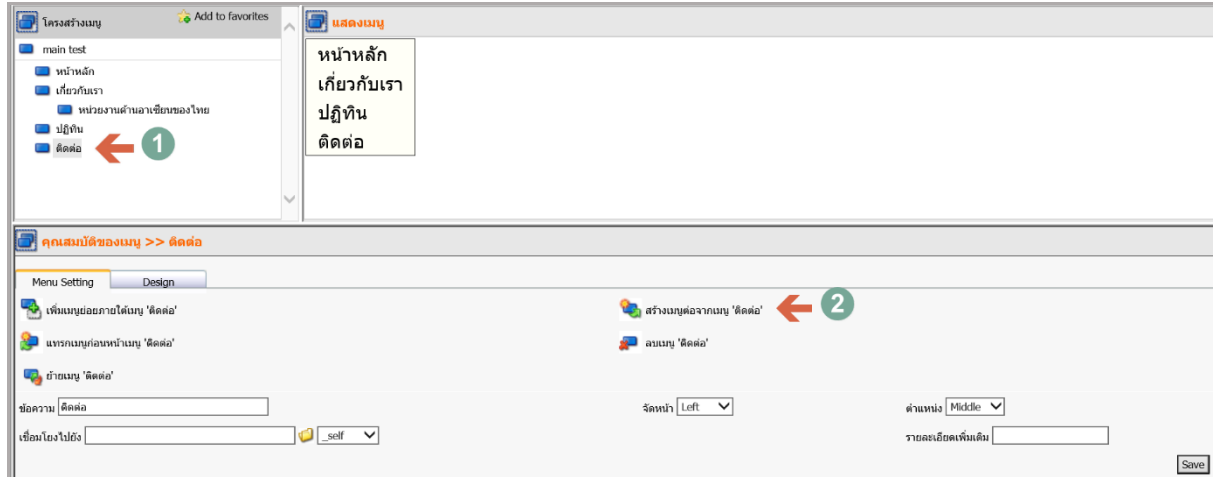 โครงสร้างเมนู Add to favorites
main test
หน้าหลัก
เกี่ยวกับเรา
หน่วยงานด้านอาเซียนของไทย
ปฏิทิน
ติดต่อ 1
แสดงเมนู
หน้าหลัก
เกี่ยวกับเรา
ปฏิทิน
ติดต่อ
คุณสมบัติของเมนู >> ติดต่อ
Menu Setting Design
เพิ่มเมนูย่อยภายใต้เมนู 'ติดต่อ' สร้างเมนูต่อจากเมนู 'ติดต่อ' 2
แทรกเมนูก่อนหน้าเมนู 'ติดต่อ' ลบเมนู 'ติดต่อ'
ย้ายเมนู 'ติดต่อ'
ข้อความ ติดต่อ จัดหน้า Left ตำแหน่ง Middle
เชื่อมโยงไปยัง _self รายละเอียดเพิ่มเติม
Save